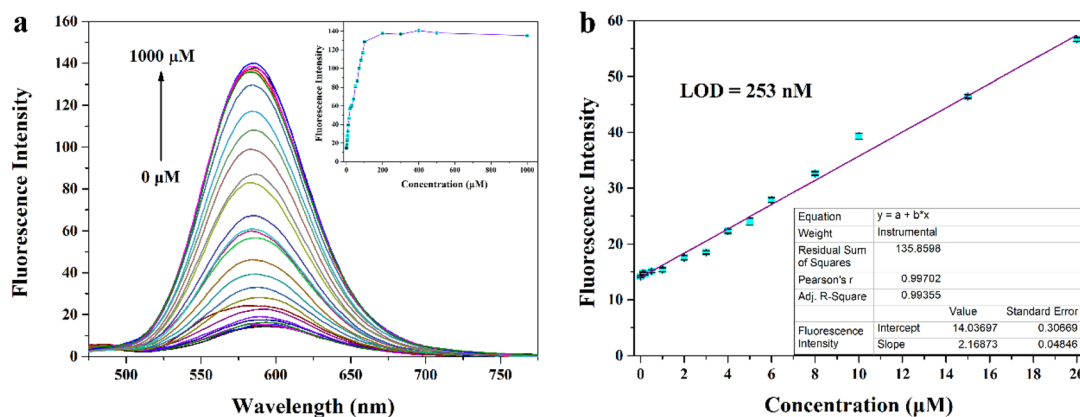 a
160
140
120
100
80
60
40
20
0
Fluorescence Intensity
1000 μM
0 μM
500
550
600
650
700
750
Wavelength (nm)
160
140
120
100
80
60
40
20
0
Fluorescence Intensity
0
200
400
600
800
1000
Concentration (μM)
b
60
50
40
30
20
10
0
Fluorescence Intensity
LOD = 253 nM
Equation y = a + b*x
Weight Instrumental
Residual Sum
of Squares 135.8598
Pearson's r 0.99702
Adj. R-Square 0.99355
Value Standard Error
Fluorescence
Intensity
Intercept 14.03697 0.30669
Slope 2.16873 0.04846
0
2
4
6
8
10
12
14
16
18
20
Concentration (μM)